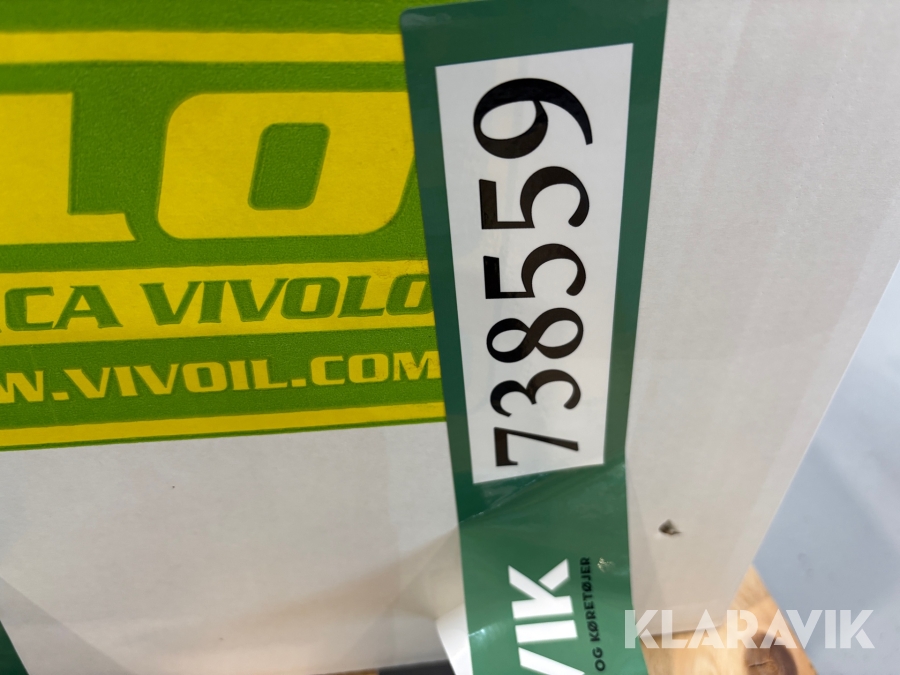 LO
CA VIVOLO
W.VIVOIL.COM
738559
VIK
OG KØRETØJER
KLARAVIK